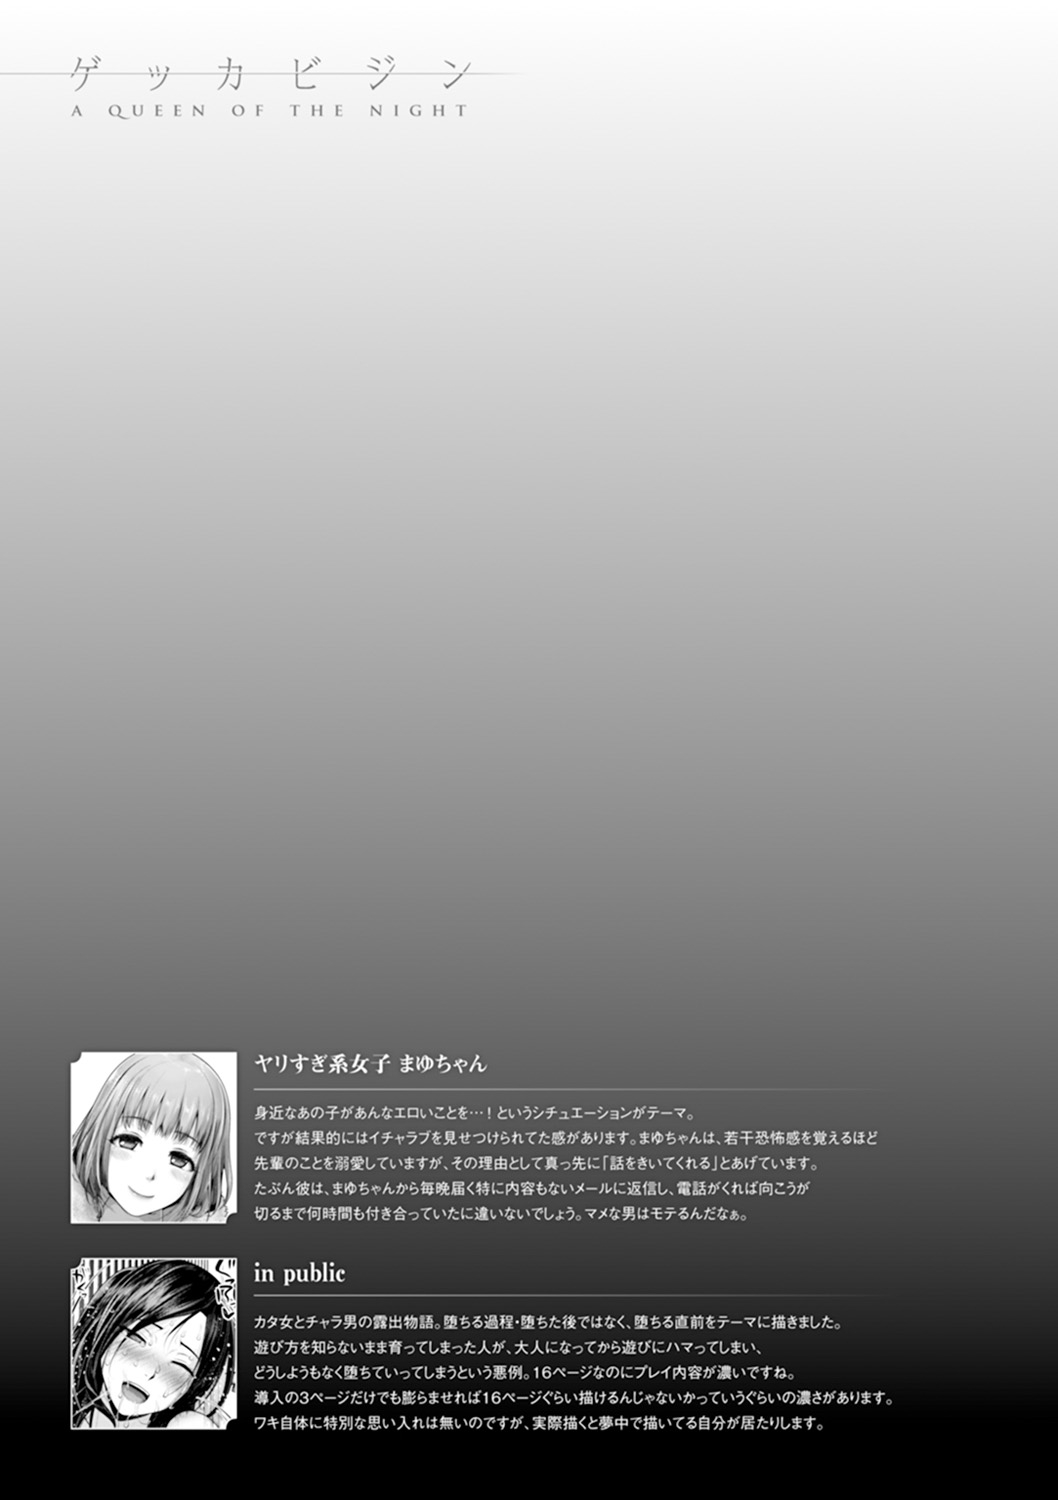 ゲッカビジン
A QUEEN OF THE NIGHT
ヤリすぎ系女子 まゆちゃん
身近なあの子があんなエロいことを…！というシチュエーションがテーマ。
ですが結果的にはイチャラブを見せつけられてた感があります。まゆちゃんは、若干恐怖感を覚えるほど
先輩のことを溺愛していますが、その理由として真っ先に「話をきいてくれる」とあげています。
たぶん彼は、まゆちゃんから毎晩届く特に内容もないメールに返信し、電話がくれば向こうが
切るまで何時間も付き合っていたに違いないでしょう。マメな男はモテるんだなぁ。
in public
カタ女とチャラ男の露出物語。堕ちる過程・堕ちた後ではなく、堕ちる直前をテーマに描きました。
遊び方を知らないまま育ってしまった人が、大人になってから遊びにハマってしまい、
どうしようもなく堕ちていってしまうという悪例。16ページなのにプレイ内容が濃いですね。
導入の3ページだけでも膨らませれば16ページぐらい描けるんじゃないかっていうぐらいの濃さがあります。
ワキ自体に特別な思い入れは無いのですが、実際描くと夢中で描いてる自分が居たりします。